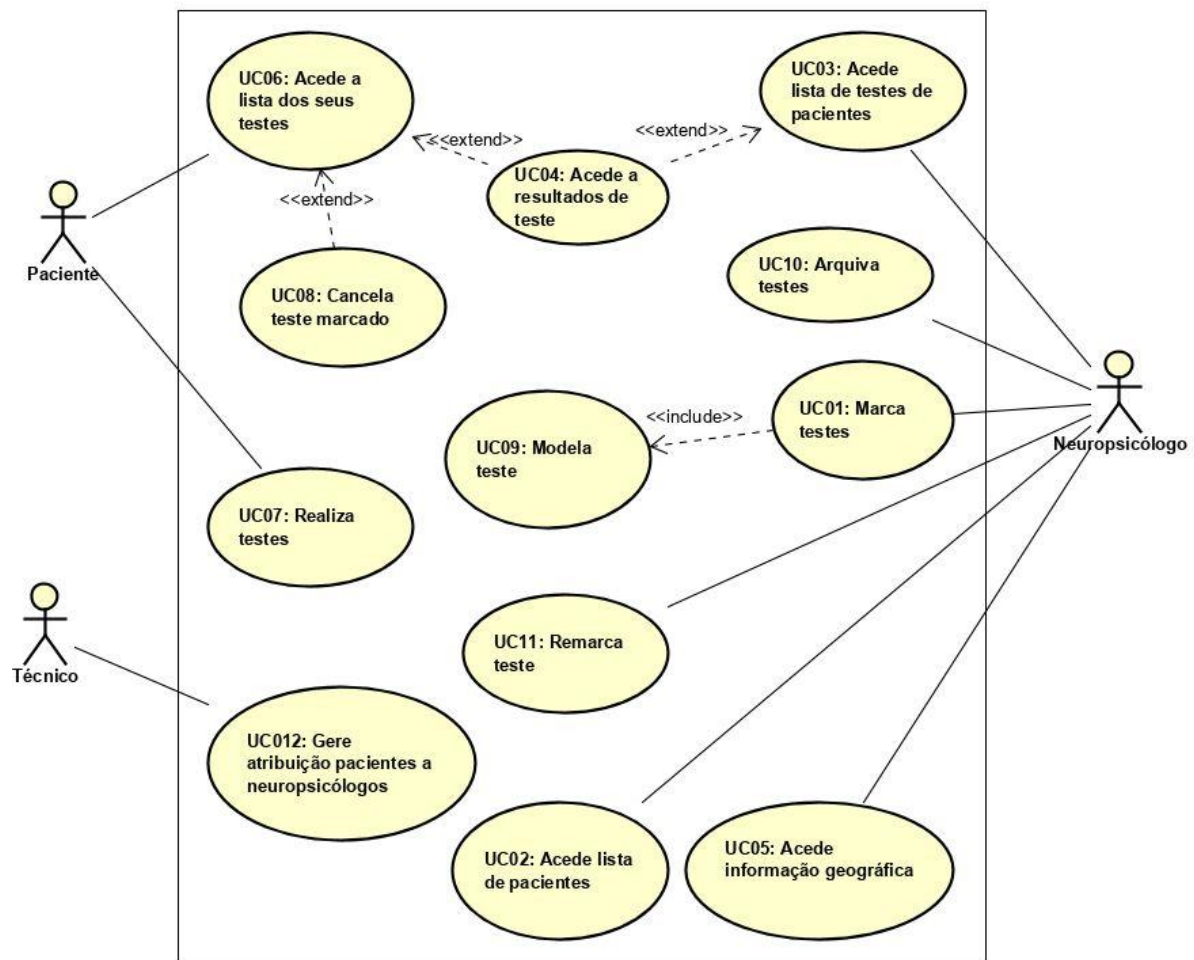 UC06: Acede a
lista dos seus
testes
UC03: Acede
lista de testes de
pacientes
<<extend>>
<<extend>>
UC04: Acede a
resultados de
teste
<<extend>>
Paciente
UC08: Cancela
teste marcado
UC10: Arquiva
testes
<<include>>
UC01: Marca
testes
UC09: Modela
teste
Neuropsicólogo
UC07: Realiza
testes
UC11: Remarca
teste
Técnico
UC012: Gere
atribuição pacientes a
neuropsicólogos
UC02: Acede lista
de pacientes
UC05: Acede
informação geográfica